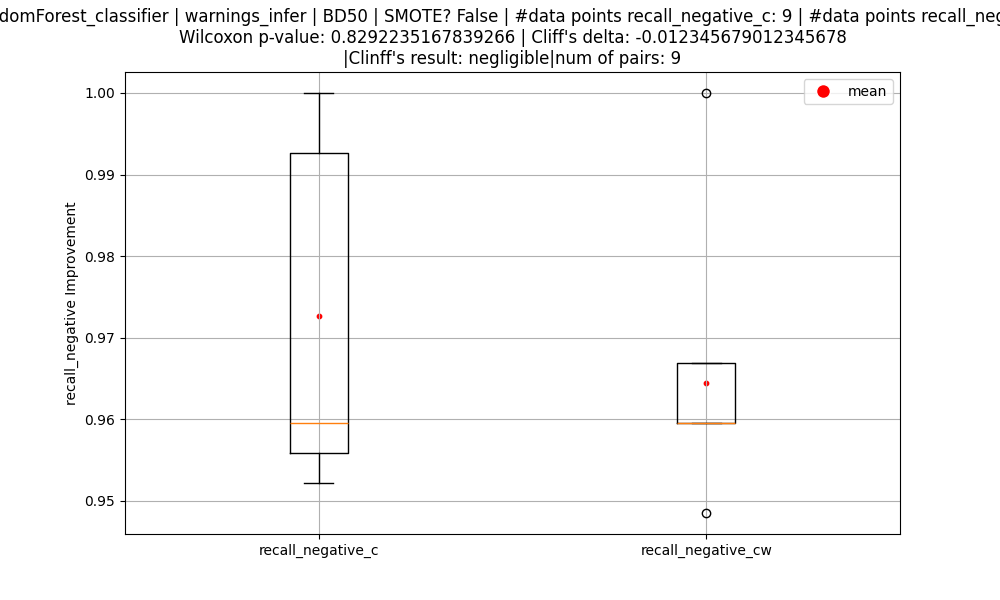 domForest_classifier | warnings_infer | BD50 | SMOTE? False | #data points recall_negative_c: 9 | #data points recall_neg
Wilcoxon p-value: 0.8292235167839266 | Cliff's delta: -0.012345679012345678
|Clinff's result: negligible|num of pairs: 9
mean
1.00
0.99
0.98
0.97
0.96
0.95
recall_negative Improvement
recall_negative_c
recall_negative_cw